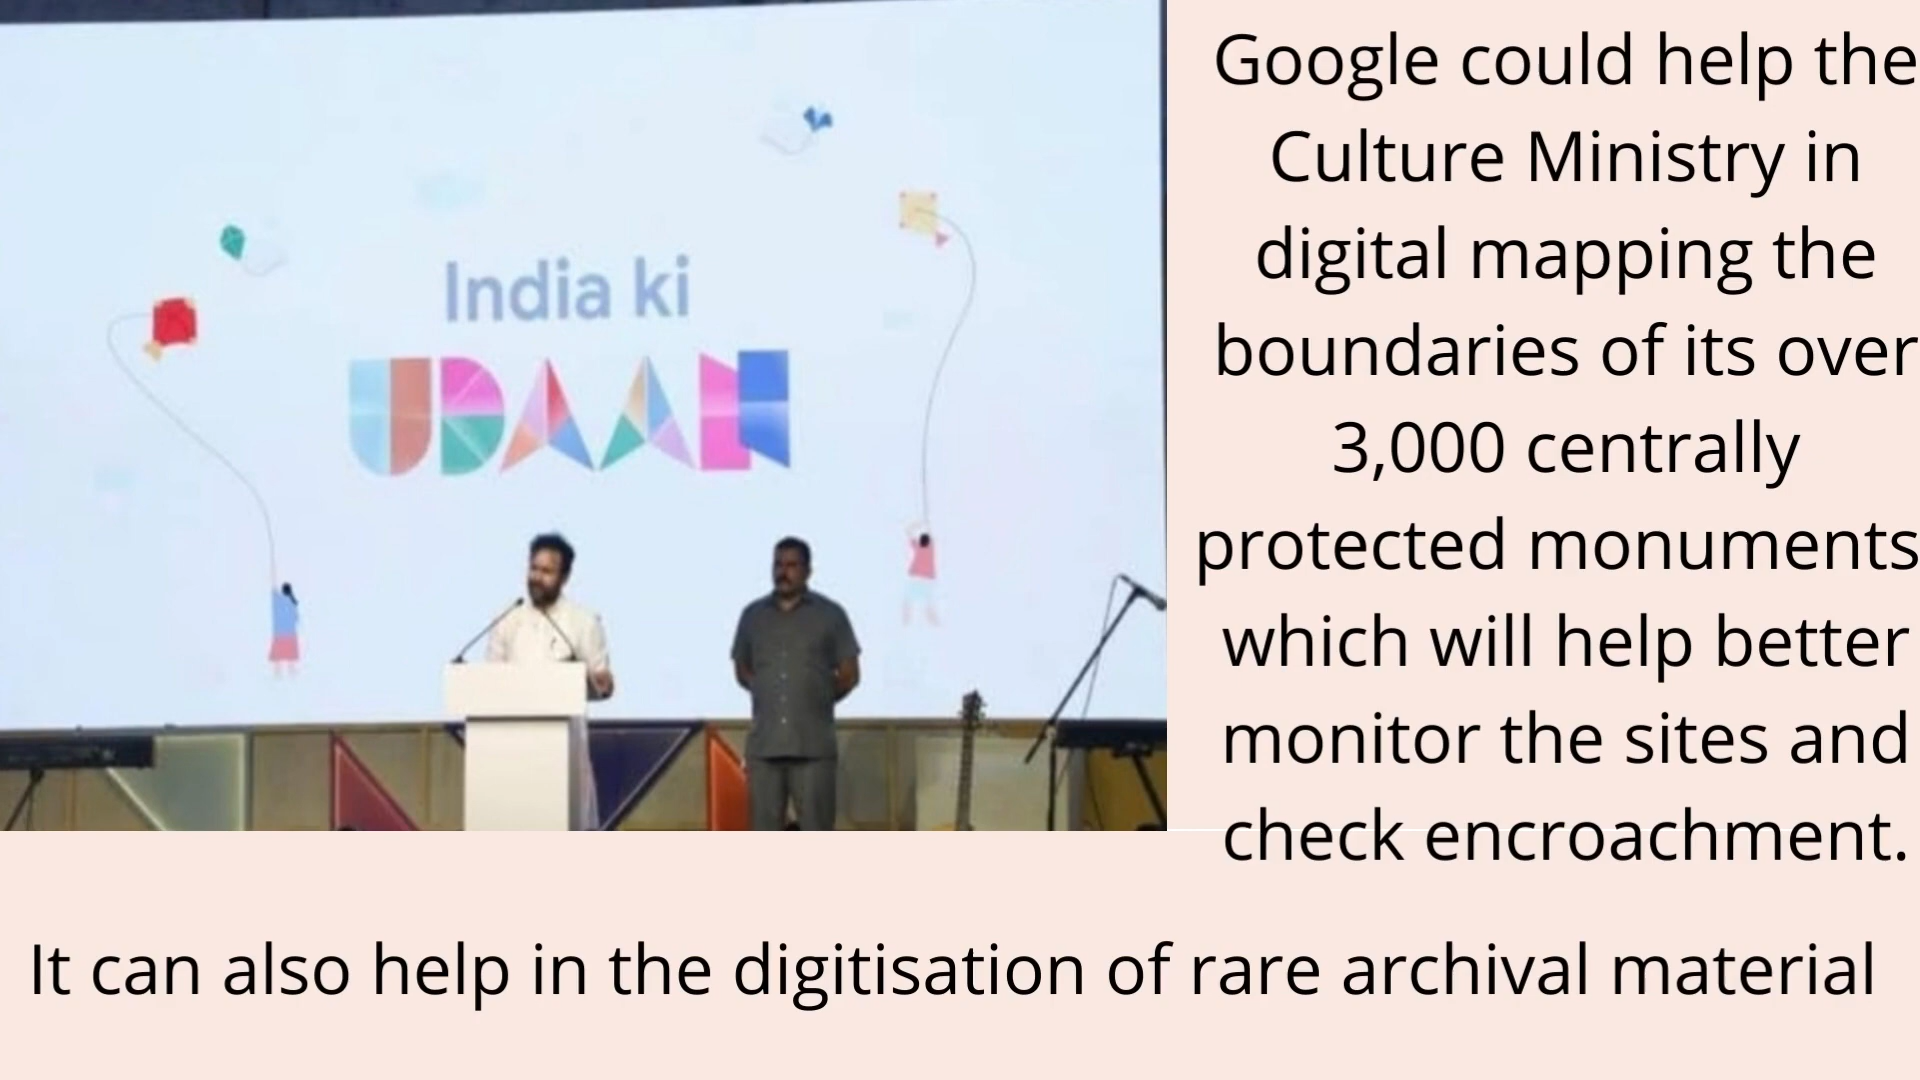 India ki
UDAAN
Google could help the
Culture Ministry in
digital mapping the
boundaries of its over
3,000 centrally
protected monuments
which will help better
monitor the sites and
check encroachment.
It can also help in the digitisation of rare archival material